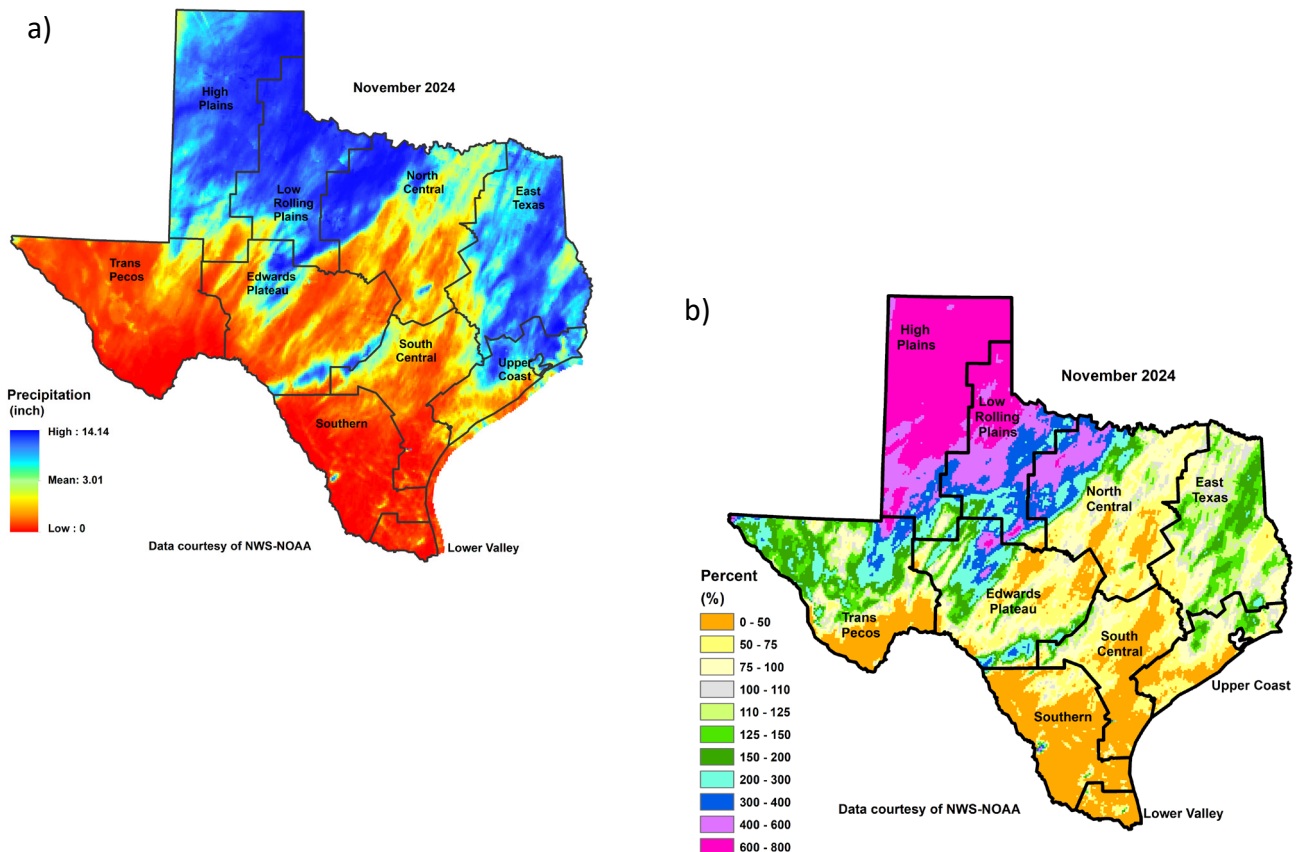 a)
November 2024
High
Plains
Low
Rolling
Plains
North
Central
East
Texas
Trans
Pecos
Edwards
Plateau
South
Central
Upper
Coast
Southern
Lower Valley
Precipitation
(inch)
High : 14.14
Mean: 3.01
Low : 0
Data courtesy of NWS-NOAA
b)
November 2024
High
Plains
Low
Rolling
Plains
North
Central
East
Texas
Edwards
Plateau
Trans
Pecos
South
Central
Upper Coast
Southern
Lower Valley
Percent
(%)
0 - 50
50 - 75
75 - 100
100 - 110
110 - 125
125 - 150
150 - 200
200 - 300
300 - 400
400 - 600
600 - 800
Data courtesy of NWS-NOAA